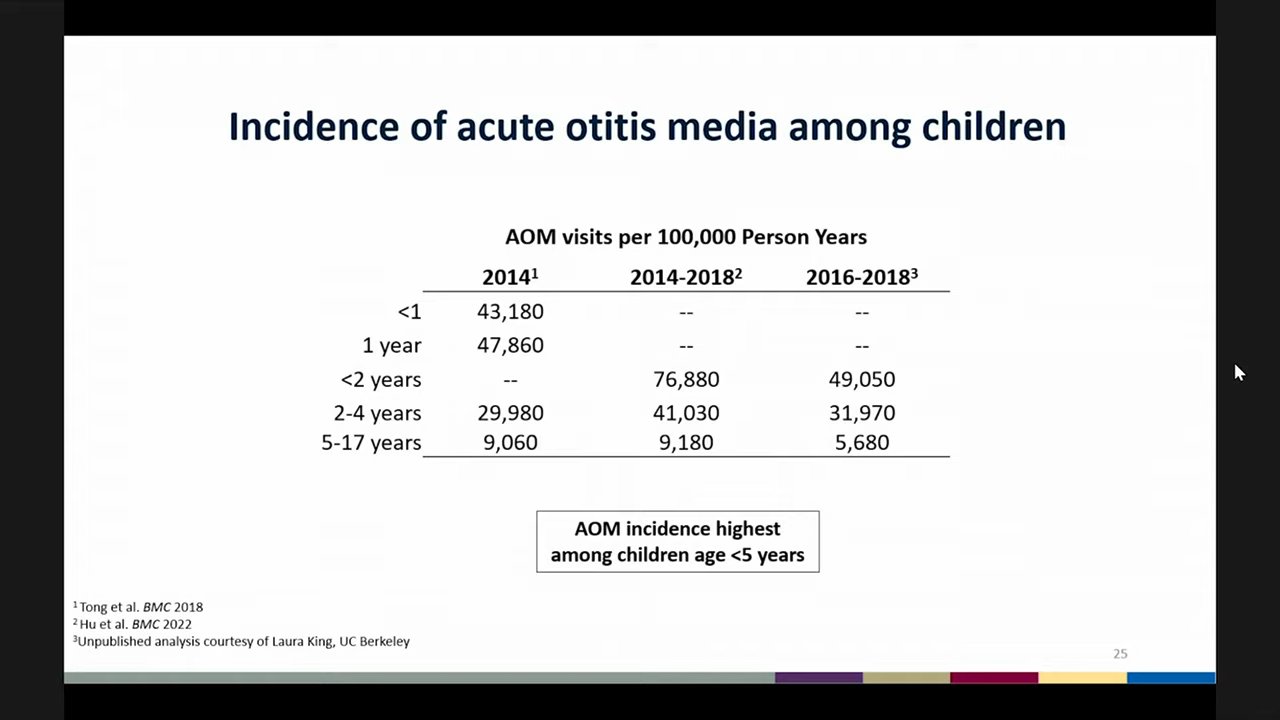 Incidence of acute otitis media among children
AOM visits per 100,000 Person Years
2014¹ 2014-2018² 2016-2018³
<1 43,180 -- --
1 year 47,860 -- --
<2 years -- 76,880 49,050
2-4 years 29,980 41,030 31,970
5-17 years 9,060 9,180 5,680
AOM incidence highest
among children age <5 years
¹ Tong et al. BMC 2018
² Hu et al. BMC 2022
³Unpublished analysis courtesy of Laura King, UC Berkeley
25